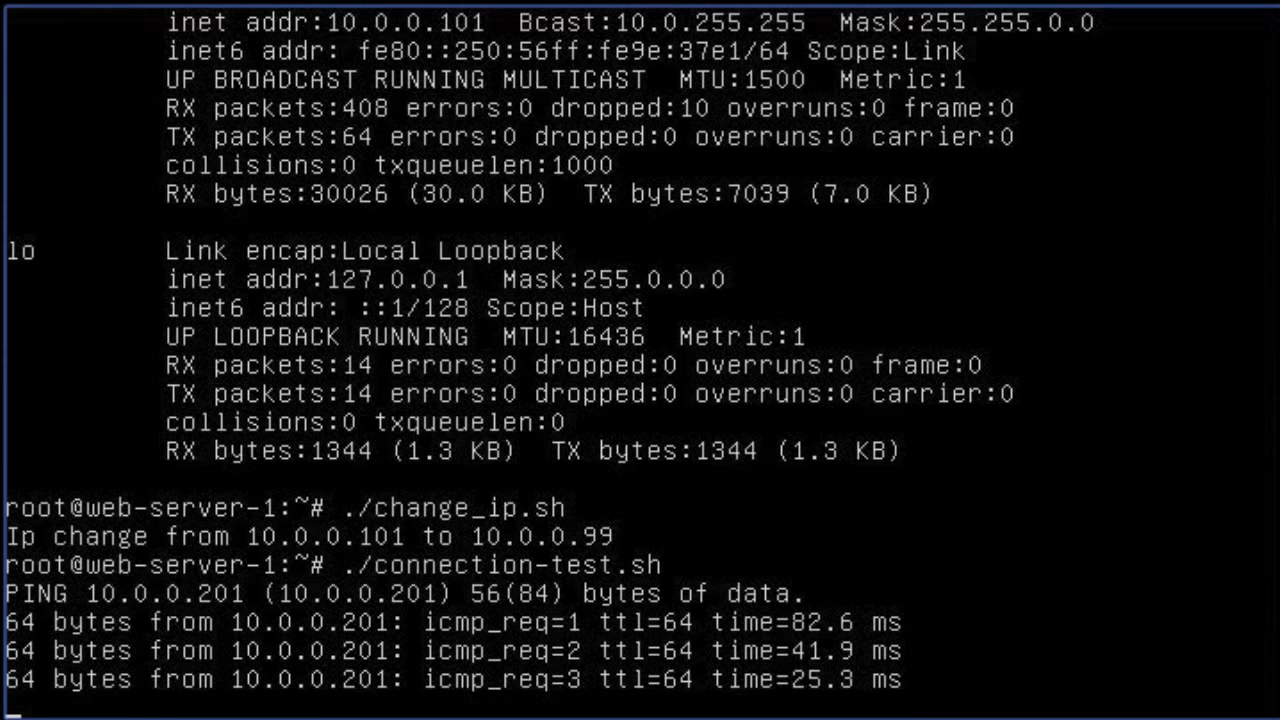 inet addr:10.0.0.101  Bcast:10.0.255.255  Mask:255.255.0.0
inet6 addr: fe80::250:56ff:fe9e:37e1/64 Scope:Link
UP BROADCAST RUNNING MULTICAST  MTU:1500  Metric:1
RX packets:408 errors:0 dropped:10 overruns:0 frame:0
TX packets:64 errors:0 dropped:0 overruns:0 carrier:0
collisions:0 txqueuelen:1000
RX bytes:30026 (30.0 KB)  TX bytes:7039 (7.0 KB)
lo        Link encap:Local Loopback
inet addr:127.0.0.1  Mask:255.0.0.0
inet6 addr: ::1/128 Scope:Host
UP LOOPBACK RUNNING  MTU:16436  Metric:1
RX packets:14 errors:0 dropped:0 overruns:0 frame:0
TX packets:14 errors:0 dropped:0 overruns:0 carrier:0
collisions:0 txqueuelen:0
RX bytes:1344 (1.3 KB)  TX bytes:1344 (1.3 KB)
root@web-server-1:~# ./change_ip.sh
Ip change from 10.0.0.101 to 10.0.0.99
root@web-server-1:~# ./connection-test.sh
PING 10.0.0.201 (10.0.0.201) 56(84) bytes of data.
64 bytes from 10.0.0.201: icmp_req=1 ttl=64 time=82.6 ms
64 bytes from 10.0.0.201: icmp_req=2 ttl=64 time=41.9 ms
64 bytes from 10.0.0.201: icmp_req=3 ttl=64 time=25.3 ms